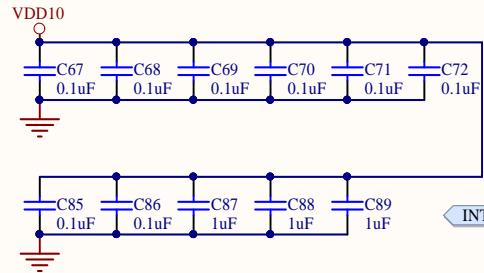 VDD10
C67 C68 C69 C70 C71 C72
0.1uF 0.1uF 0.1uF 0.1uF 0.1uF 0.1uF
C85 C86 C87 C88 C89
0.1uF 0.1uF 1uF 1uF 1uF
INT